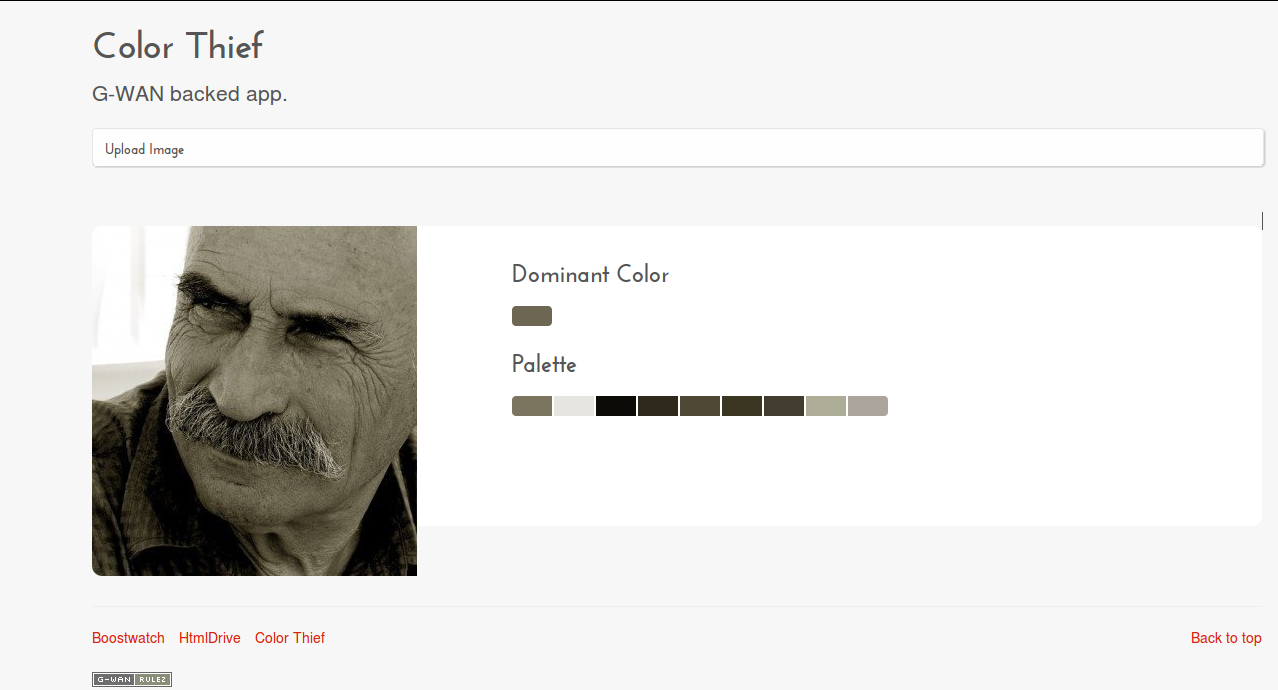 Color Thief
G-WAN backed app.
Upload Image
Dominant Color
Palette
Boostwatch HtmlDrive Color Thief Back to top
G-WAN RULEZ